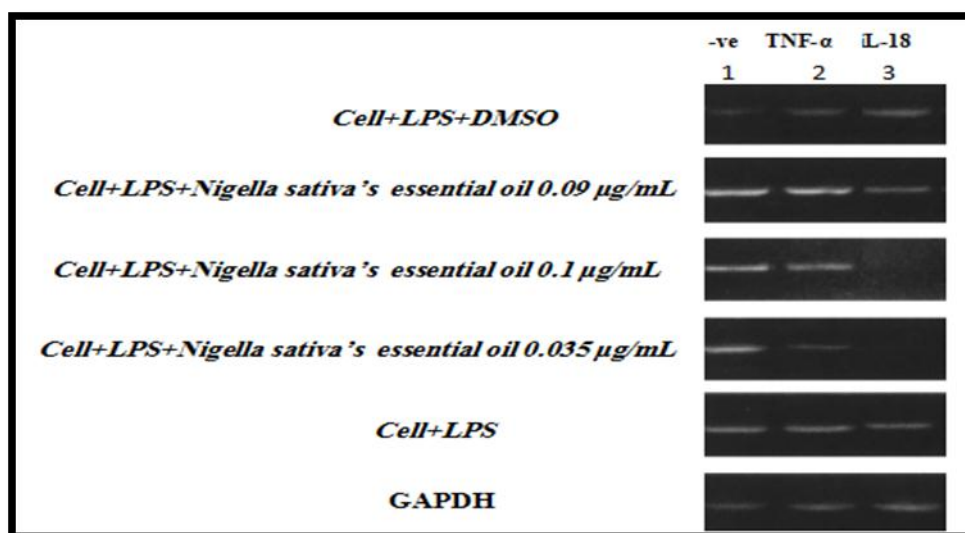 -ve TNF-α iL-18
1 2 3
Cell+LPS+DMSO
Cell+LPS+Nigella sativa’s essential oil 0.09 µg/mL
Cell+LPS+Nigella sativa’s essential oil 0.1 µg/mL
Cell+LPS+Nigella sativa’s essential oil 0.035 µg/mL
Cell+LPS
GAPDH